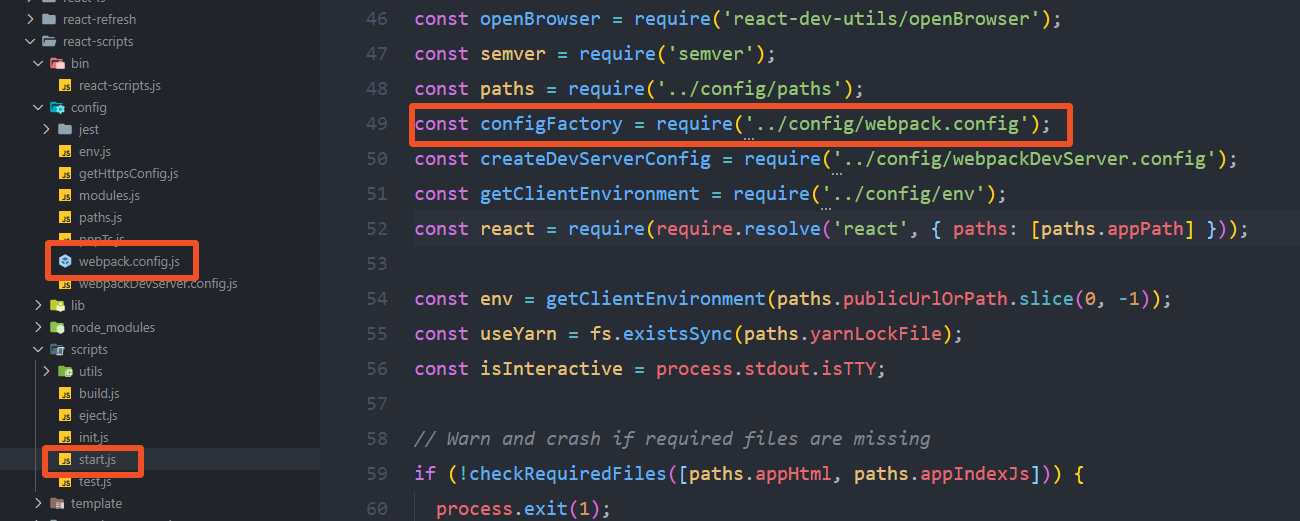 react-refresh
react-scripts
bin
react-scripts.js
config
jest
env.js
getHttpsConfig.js
modules.js
paths.js
pnpTs.js
webpack.config.js
webpackDevServer.config.js
lib
node_modules
scripts
utils
build.js
eject.js
init.js
start.js
test.js
template
46 const openBrowser = require('react-dev-utils/openBrowser');
47 const semver = require('semver');
48 const paths = require('../config/paths');
49 const configFactory = require('../config/webpack.config');
50 const createDevServerConfig = require('../config/webpackDevServer.config');
51 const getClientEnvironment = require('../config/env');
52 const react = require(require.resolve('react', { paths: [paths.appPath] }));
53
54 const env = getClientEnvironment(paths.publicUrlOrPath.slice(0, -1));
55 const useYarn = fs.existsSync(paths.yarnLockFile);
56 const isInteractive = process.stdout.isTTY;
57
58 // Warn and crash if required files are missing
59 if (!checkRequiredFiles([paths.appHtml, paths.appIndexJs])) {
60 process.exit(1);